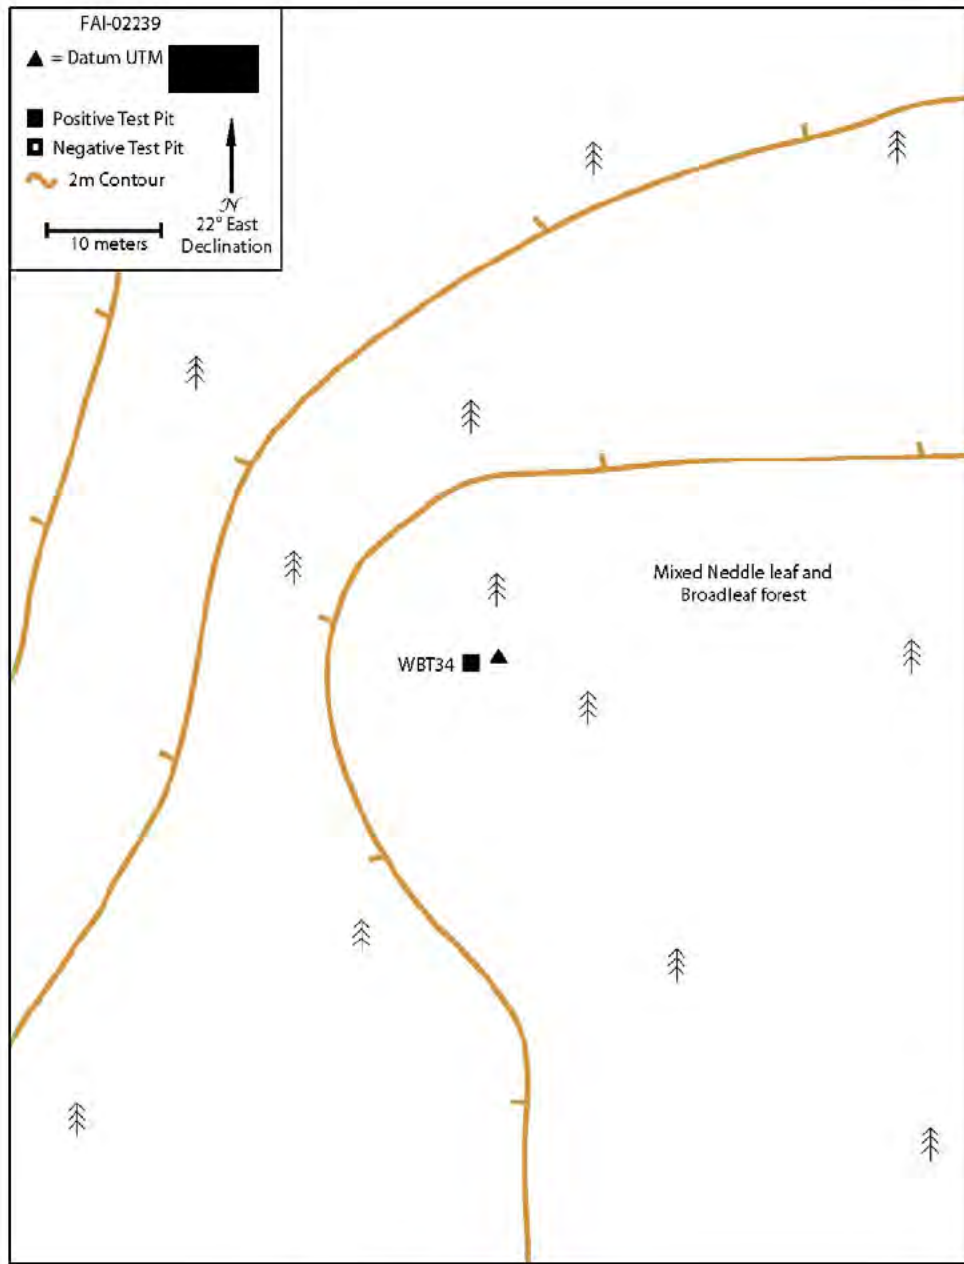 FAI-02239
= Datum UTM
Positive Test Pit
Negative Test Pit
2m Contour
10 meters
N
22° East
Declination
Mixed Neddle leaf and
Broadleaf forest
WBT34